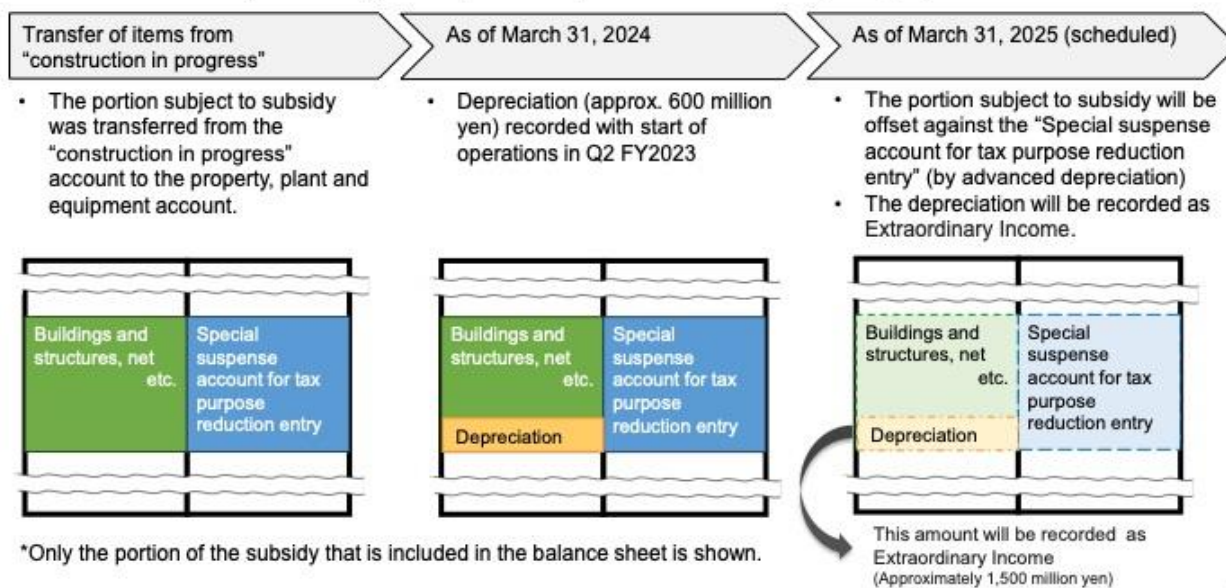 Transfer of items from
“construction in progress”
• The portion subject to subsidy
was transferred from the
“construction in progress”
account to the property, plant and
equipment account.
Buildings and
structures, net
etc.
Special
suspense
account for tax
purpose
reduction entry
As of March 31, 2024
• Depreciation (approx. 600 million
yen) recorded with start of
operations in Q2 FY2023
Buildings and
structures, net
etc.
Depreciation
Special
suspense
account for tax
purpose
reduction entry
As of March 31, 2025 (scheduled)
• The portion subject to subsidy will be
offset against the “Special suspense
account for tax purpose reduction
entry” (by advanced depreciation)
• The depreciation will be recorded as
Extraordinary Income.
Buildings and
structures, net
etc.
Depreciation
Special
suspense
account for tax
purpose
reduction entry
This amount will be recorded as
Extraordinary Income
(Approximately 1,500 million yen)
*Only the portion of the subsidy that is included in the balance sheet is shown.